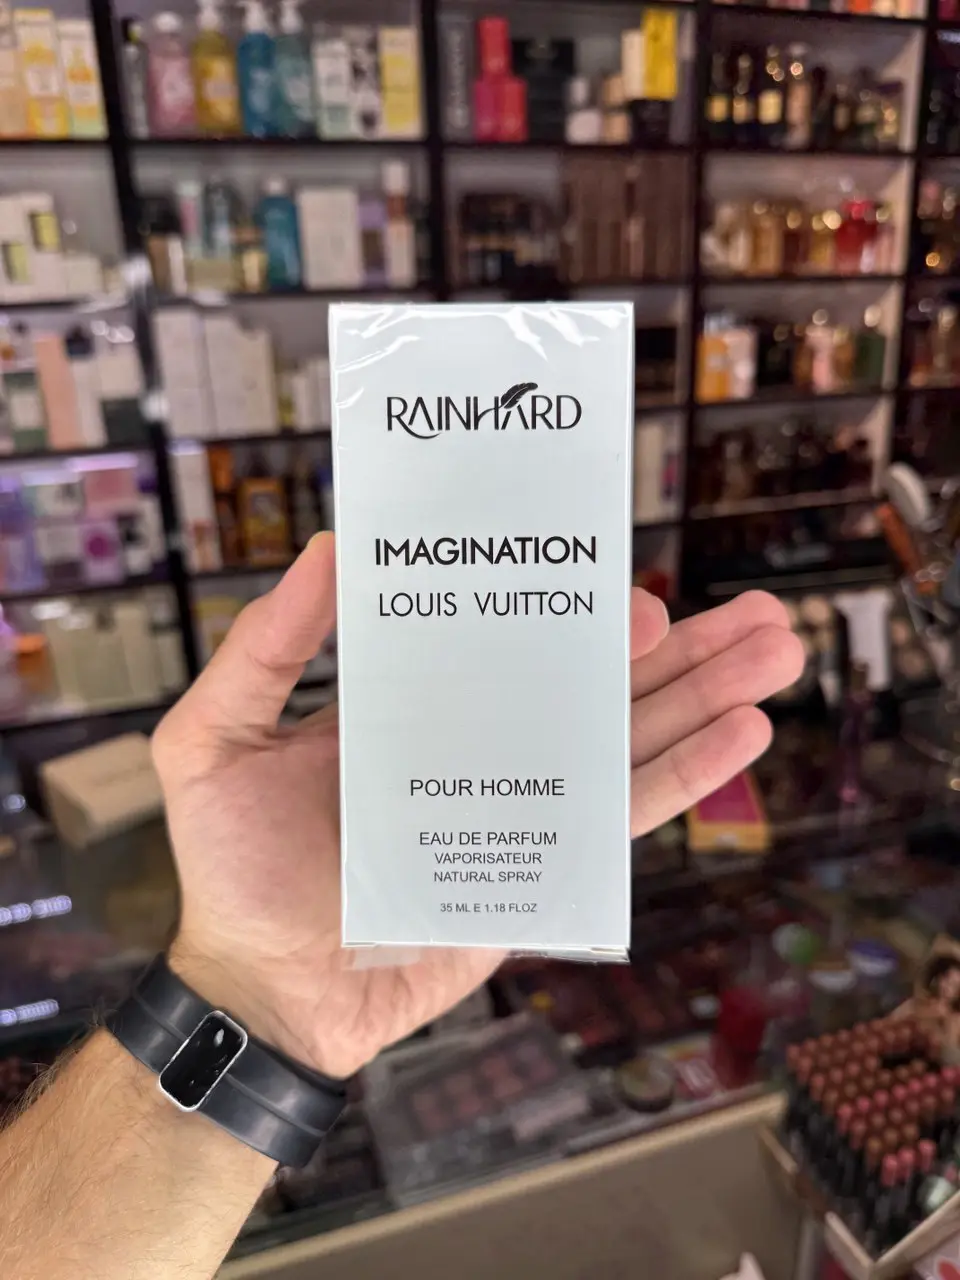 RAINHARD
IMAGINATION
LOUIS VUITTON
POUR HOMME
EAU DE PARFUM
VAPORISATEUR
NATURAL SPRAY
35 ML E 1.18 FLOZ